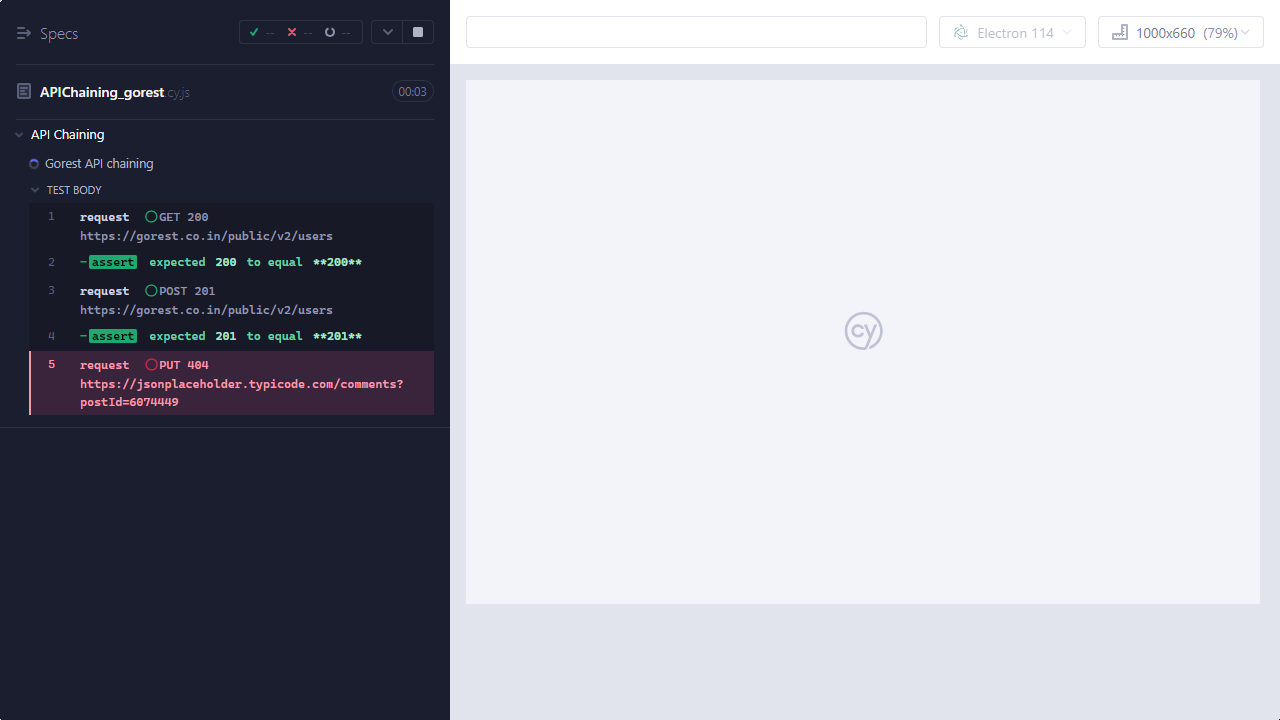 Specs
-- -- --
APIChaining_gorest.cy.js
00:03
API Chaining
Gorest API chaining
TEST BODY
1 request GET 200
https://gorest.co.in/public/v2/users
2 -assert expected 200 to equal **200**
3 request POST 201
https://gorest.co.in/public/v2/users
4 -assert expected 201 to equal **201**
5 request PUT 404
https://jsonplaceholder.typicode.com/comments?
postId=6074449
Electron 114
1000x660 (79%)
cy